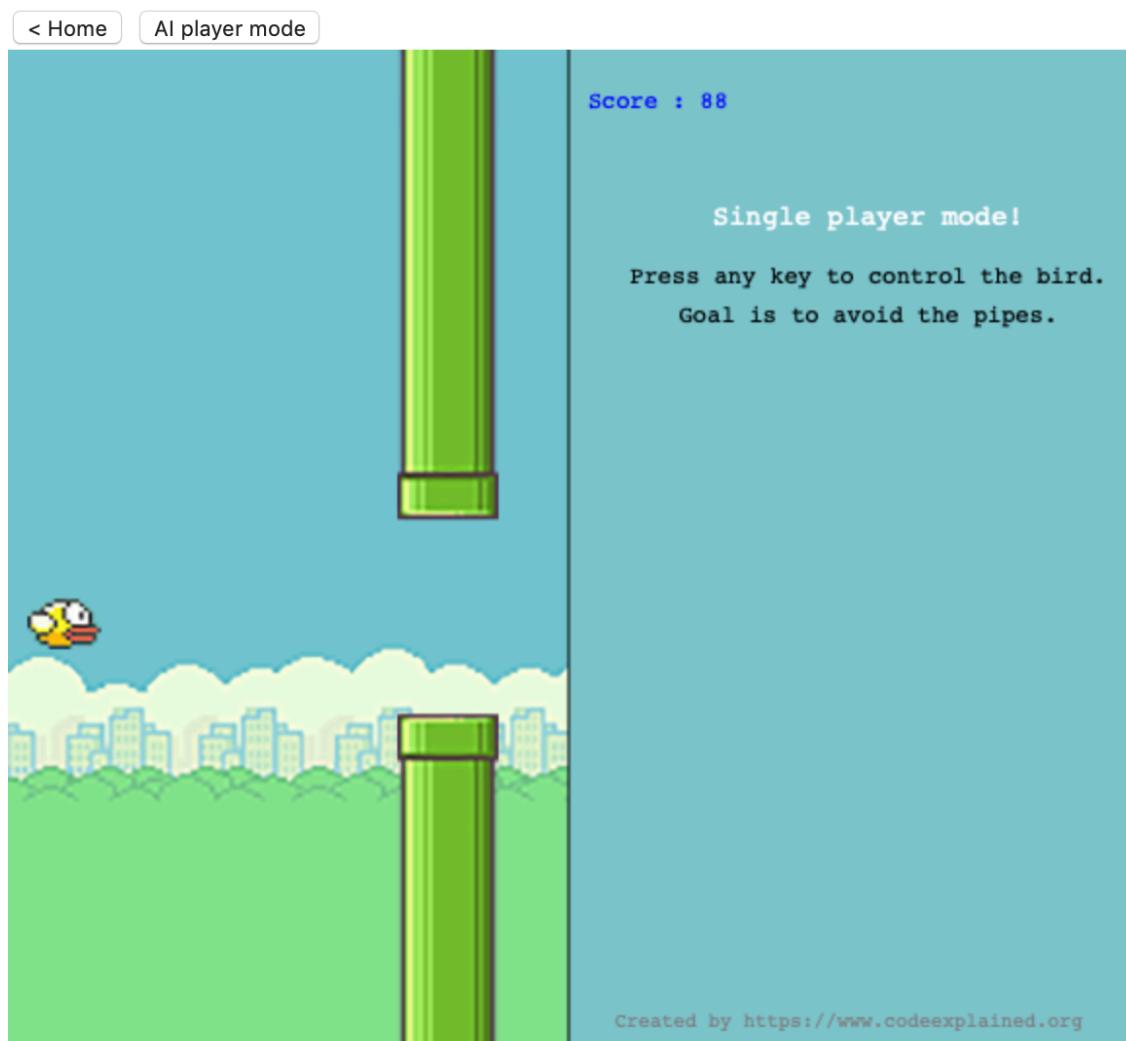 < Home
AI player mode
Score : 88
Single player mode!
Press any key to control the bird.
Goal is to avoid the pipes.
Created by https://www.codeexplained.org